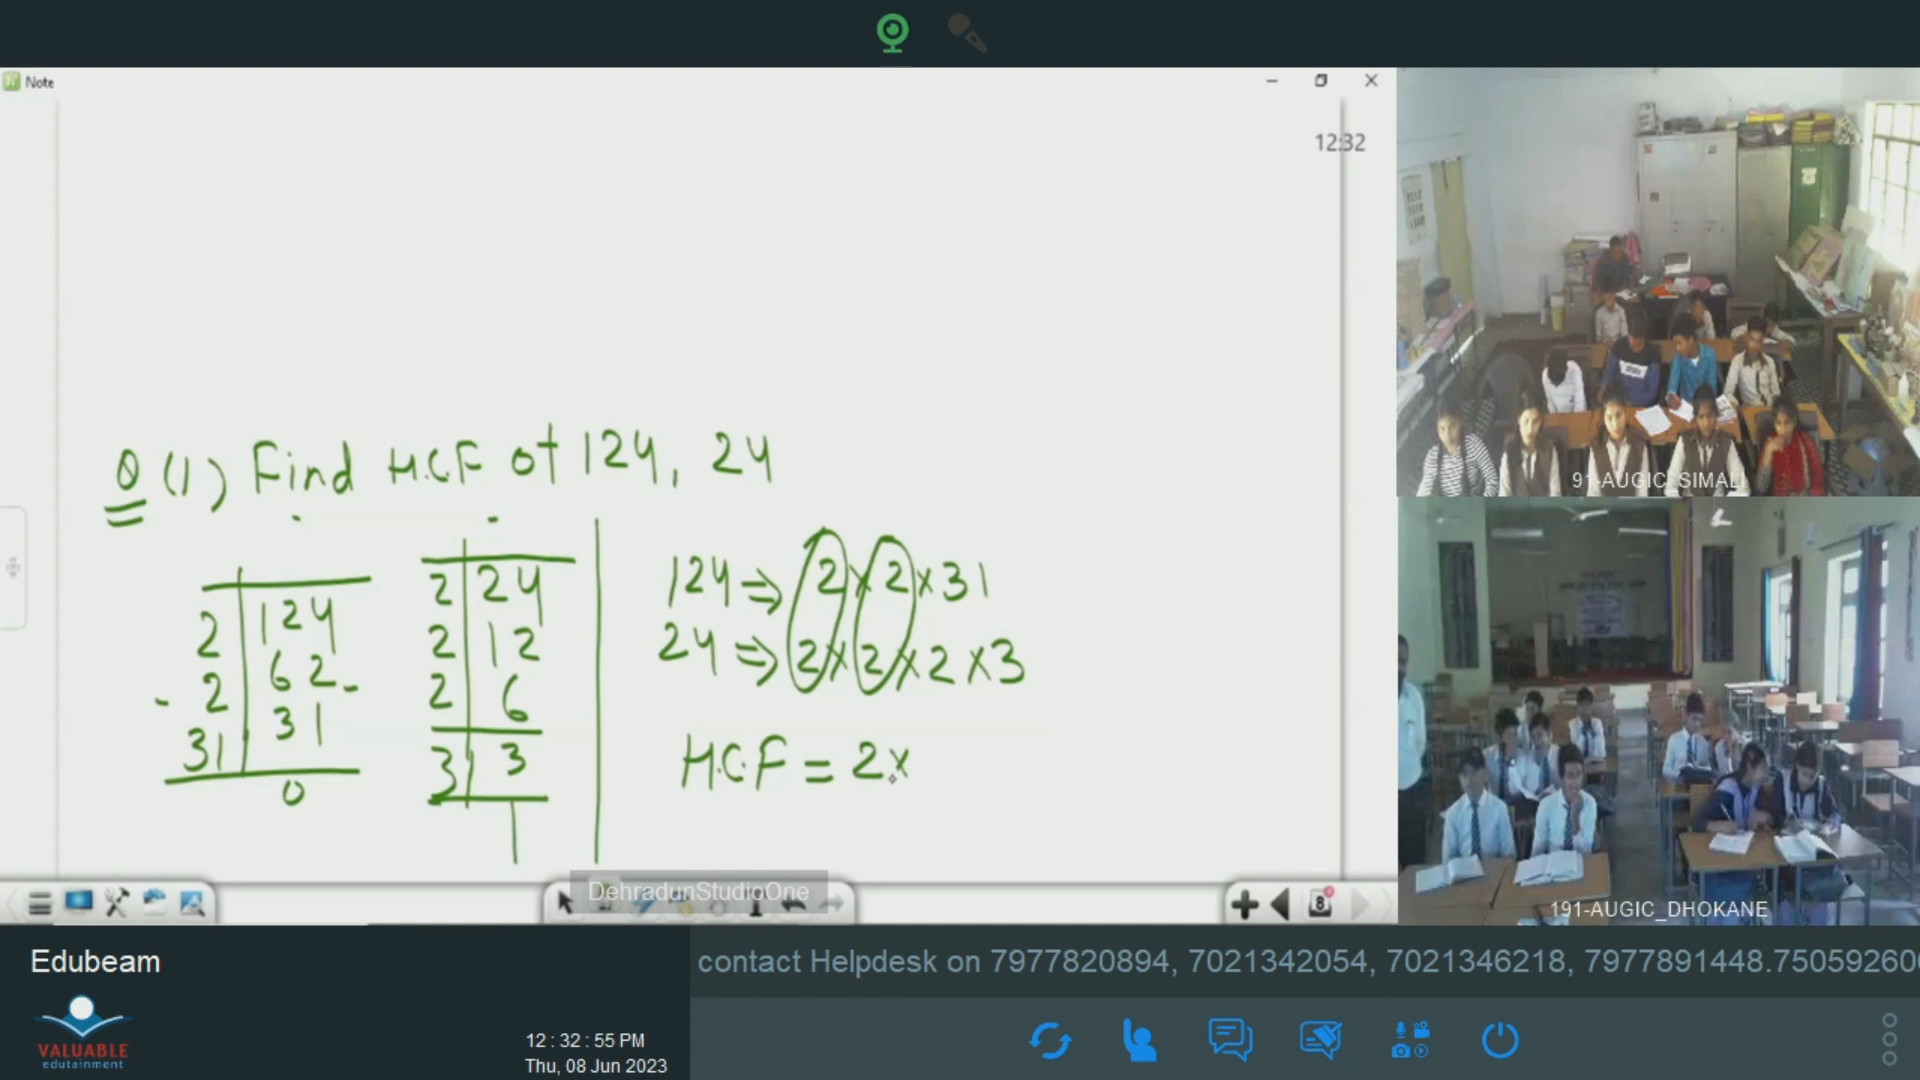 Note
12:32
Q (1) Find H.C.F of 124, 24
2 | 124
2 | 62
31 | 31
0
2 | 24
2 | 12
2 | 6
3 | 3
1
124 ⇒ 2 × 2 × 31
24 ⇒ 2 × 2 × 2 × 3
H.C.F = 2×
91-AUGIC_SIMALI
191-AUGIC_DHOKANE
DehradunStudioOne
8
Edubeam
contact Helpdesk on 7977820894, 7021342054, 7021346218, 7977891448.750592600
VALUABLE
edutainment
12 : 32 : 55 PM
Thu, 08 Jun 2023